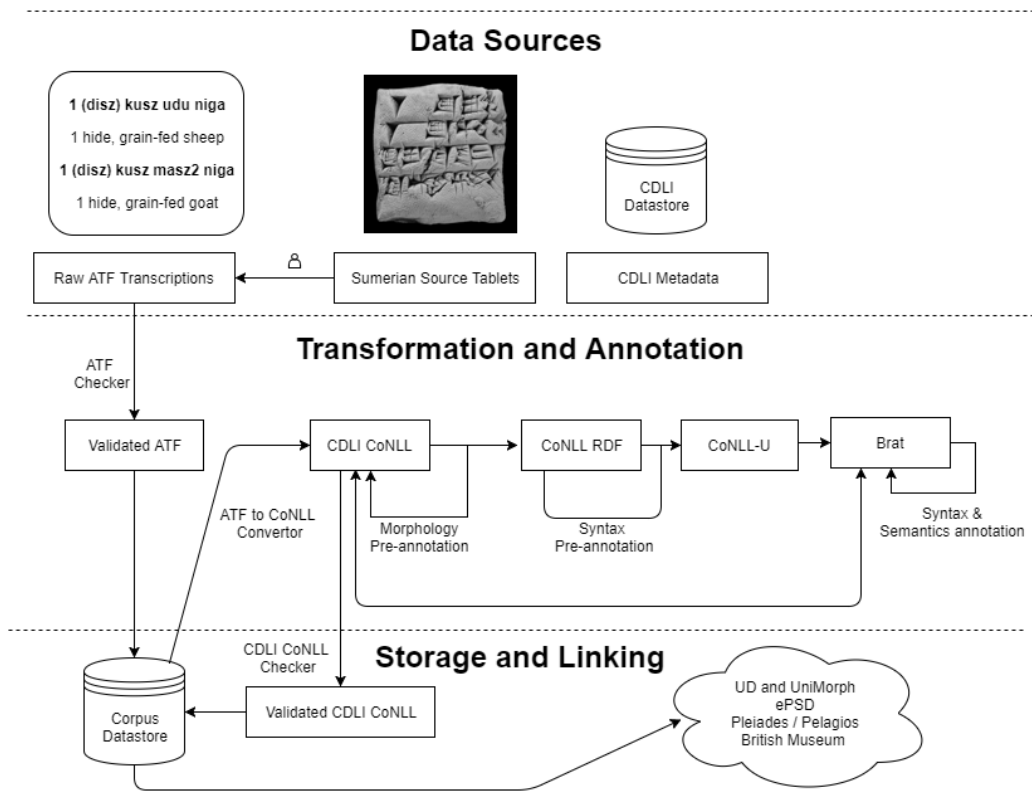 Data Sources
1 (disz) kusz udu niga
1 hide, grain-fed sheep
1 (disz) kusz masz2 niga
1 hide, grain-fed goat
CDLI
Datastore
Raw ATF Transcriptions
Sumerian Source Tablets
CDLI Metadata
Transformation and Annotation
ATF
Checker
Validated ATF
CDLI CoNLL
CoNLL RDF
CoNLL-U
Brat
ATF to CoNLL
Convertor
Morphology
Pre-annotation
Syntax
Pre-annotation
Syntax &
Semantics annotation
CDLI CoNLL
Checker
Storage and Linking
Corpus
Datastore
Validated CDLI CoNLL
UD and UniMorph
ePSD
Pleiades / Pelagios
British Museum